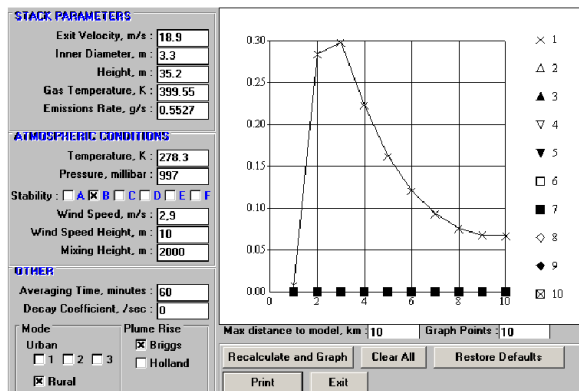 STACK PARAMETERS
Exit Velocity, m/s : 18.9
Inner Diameter, m : 3.3
Height, m : 35.2
Gas Temperature, K : 399.55
Emissions Rate, g/s : 0.5527
ATMOSPHERIC CONDITIONS
Temperature, K : 278.3
Pressure, millibar : 997
Stability : A B C D E F
Wind Speed, m/s : 2.9
Wind Speed Height, m : 10
Mixing Height, m : 2000
OTHER
Averaging Time, minutes : 60
Decay Coefficient, /sec : 0
Mode
Urban
1 2 3
Rural
Plume Rise
Briggs
Holland
0.30
0.25
0.20
0.15
0.10
0.05
0.00
0 2 4 6 8 10
1
2
3
4
5
6
7
8
9
10
Max distance to model, km : 10 Graph Points : 10
Recalculate and Graph Clear All Restore Defaults
Print Exit